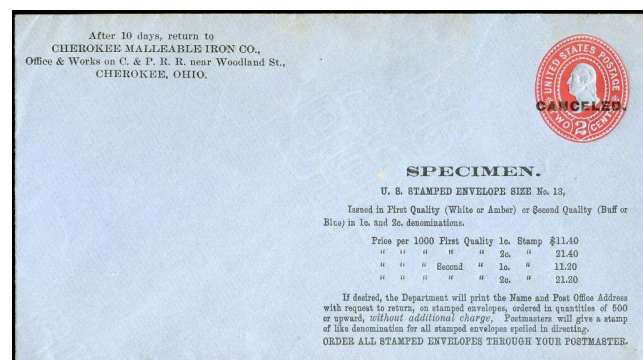 After 10 days, return to
CHEROKEE MALLEABLE IRON CO.,
Office & Works on C. & P. R. R. near Woodland St.,
CHEROKEE, OHIO.
UNITED STATES POSTAGE
CANCELED.
TWO 2 CENTS
SPECIMEN.
U. S. STAMPED ENVELOPE SIZE No. 13,
Issued in First Quality (White or Amber) or Second Quality (Buff or
Blue) in 1c. and 2c. denominations.
Price per 1000 First Quality 1c. Stamp $11.40
" " " " " 2c. " 21.40
" " " Second " 1c. " 11.20
" " " " " 2c. " 21.20
If desired, the Department will print the Name and Post Office Address
with request to return, on stamped envelopes, ordered in quantities of 500
or upward, without additional charge, Postmasters will give a stamp
of like denomination for all stamped envelopes spoiled in directing.
ORDER ALL STAMPED ENVELOPES THROUGH YOUR POSTMASTER.